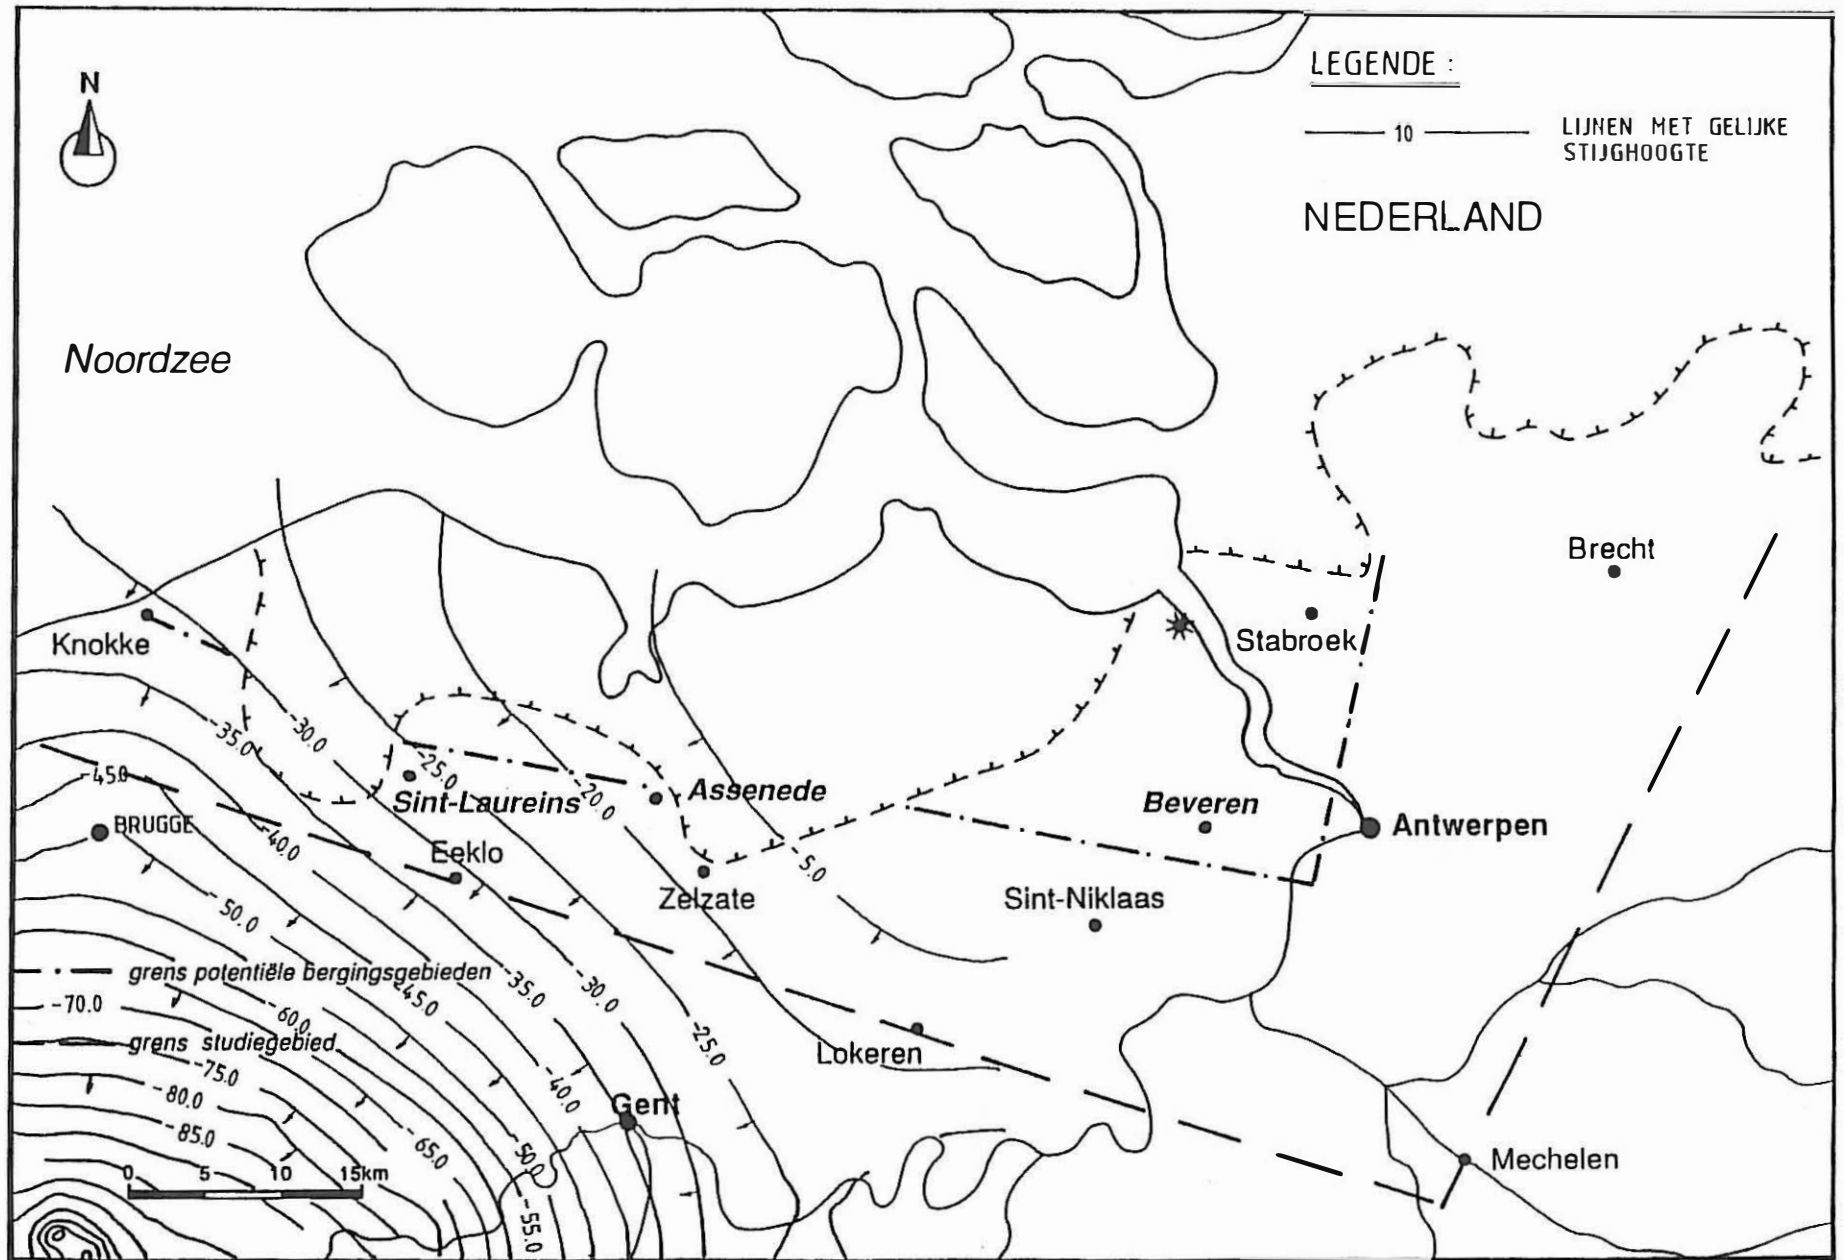 N
LEGENDE :
10
LIJNEN MET GELIJKE
STIJGHOOGTE
NEDERLAND
Noordzee
Brecht
Stabroek
Knokke
-35.0
-30.0
-25.0
-20.0
-45.0
Sint-Laureins
Assenede
Beveren
BRUGGE
-40.0
Antwerpen
Eeklo
- 5.0
Zelzate
Sint-Niklaas
-50.0
grens potentiële bergingsgebieden
-35.0
-30.0
-70.0
-60.0
-45.0
grens studiegebied
-25.0
Lokeren
-75.0
-80.0
-40.0
Gent
-85.0
-65.0
-50.0
0 5 10 15km
Mechelen
-55.0